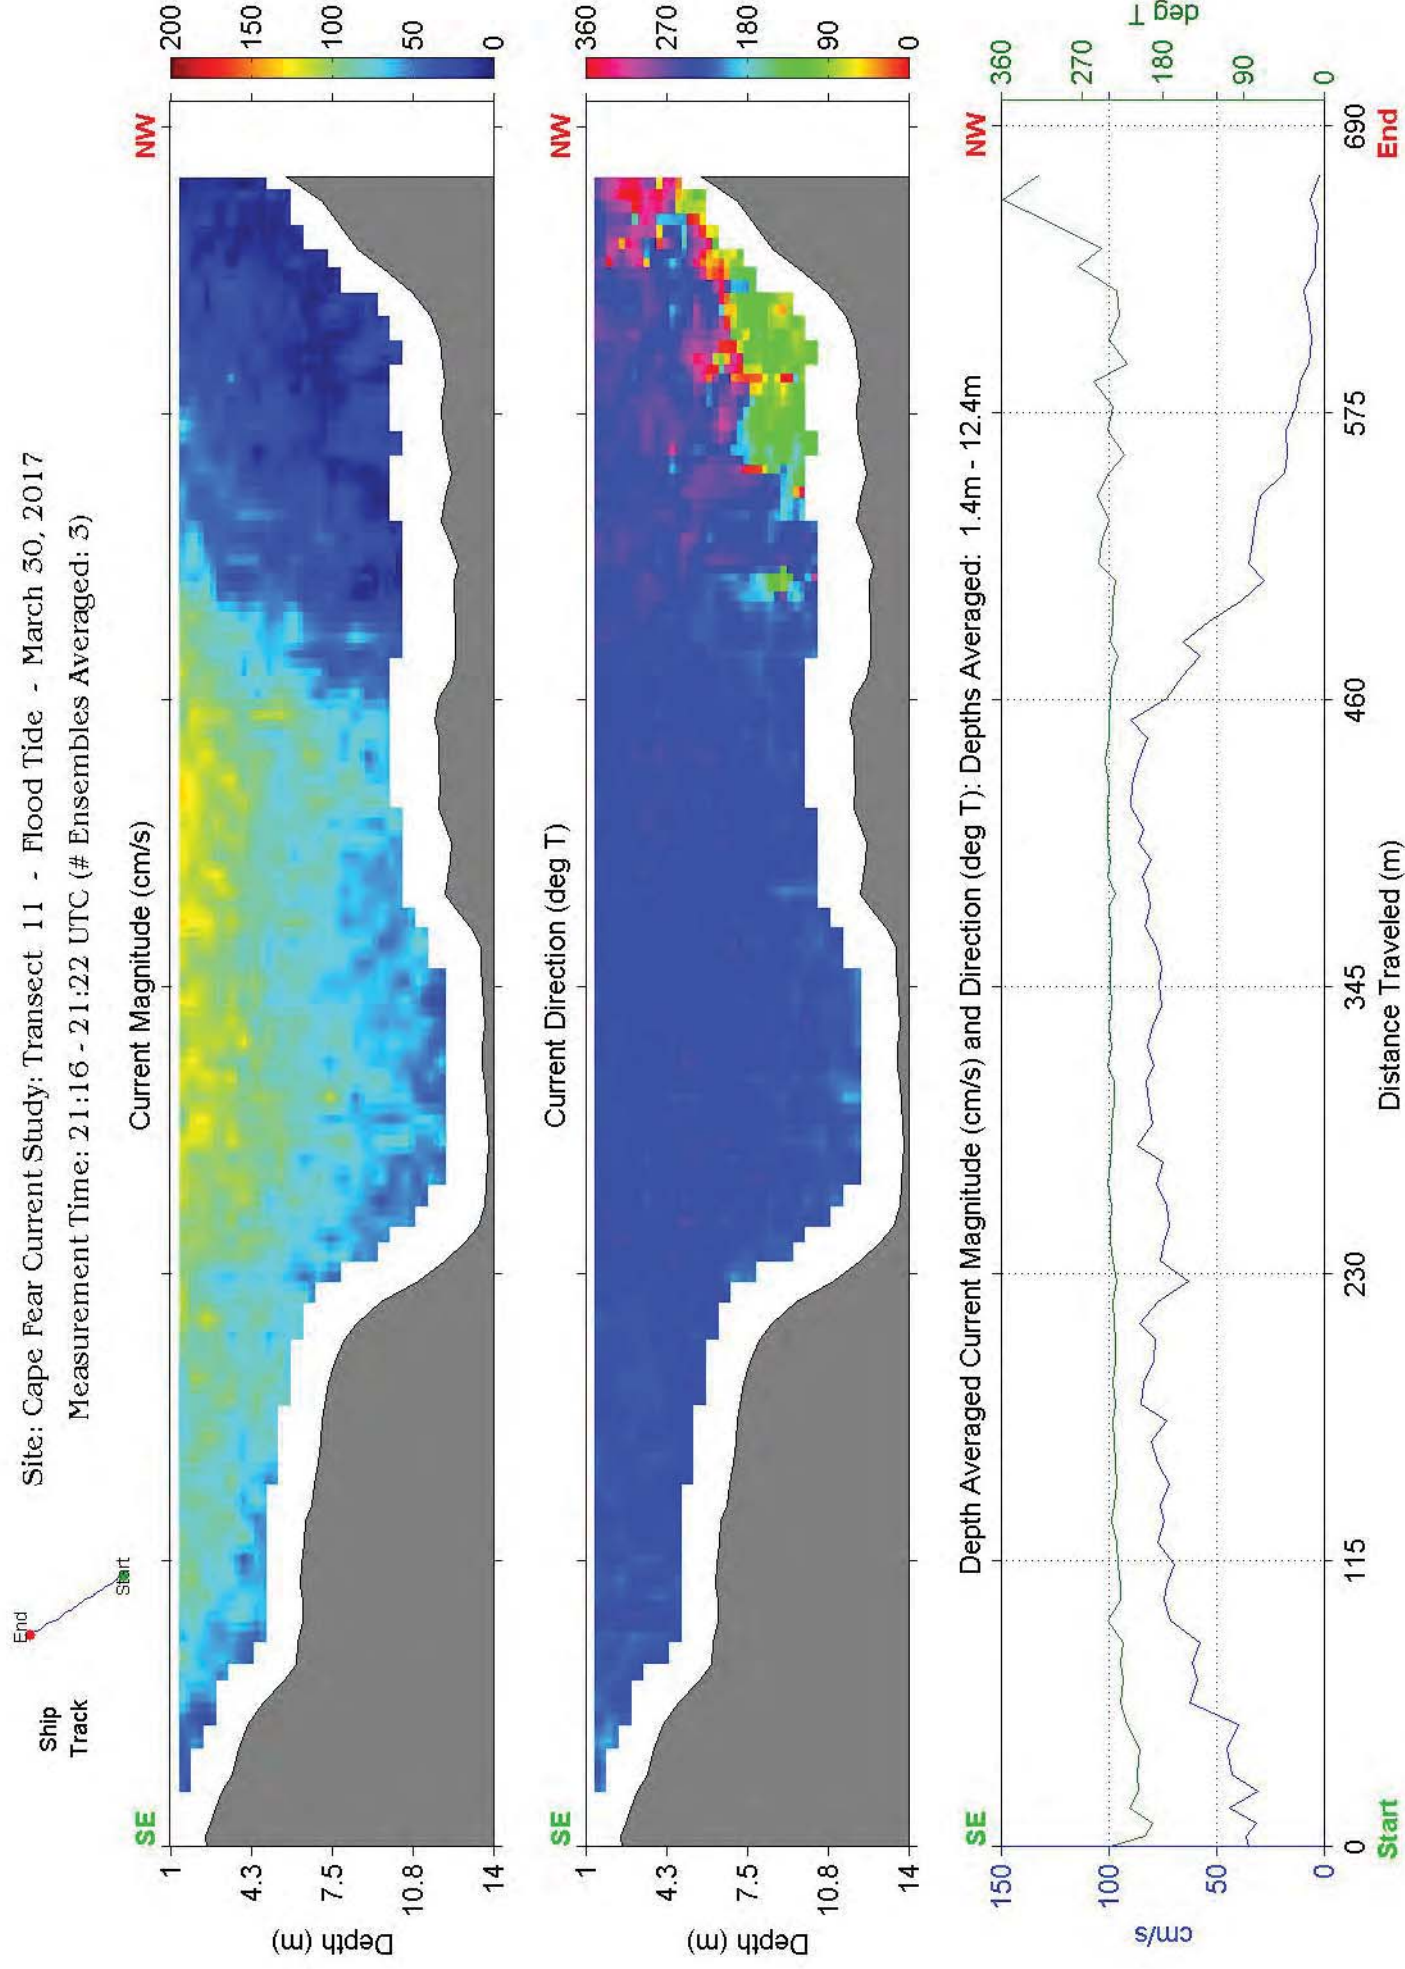 Site: Cape Fear Current Study: Transect 11 - Flood Tide - March 30, 2017
Measurement Time: 21:16 - 21:22 UTC (# Ensembles Averaged: 3)
Ship
Track
End
Start
SE
Current Magnitude (cm/s)
NW
Depth (m)
1
4.3
7.5
10.8
14
200
150
100
50
0
SE
Current Direction (deg T)
NW
Depth (m)
1
4.3
7.5
10.8
14
360
270
180
90
0
SE
NW
Depth Averaged Current Magnitude (cm/s) and Direction (deg T): Depths Averaged: 1.4m - 12.4m
cm/s
150
100
50
0
deg T
360
270
180
90
0
0
115
230
345
460
575
690
Start
Distance Traveled (m)
End